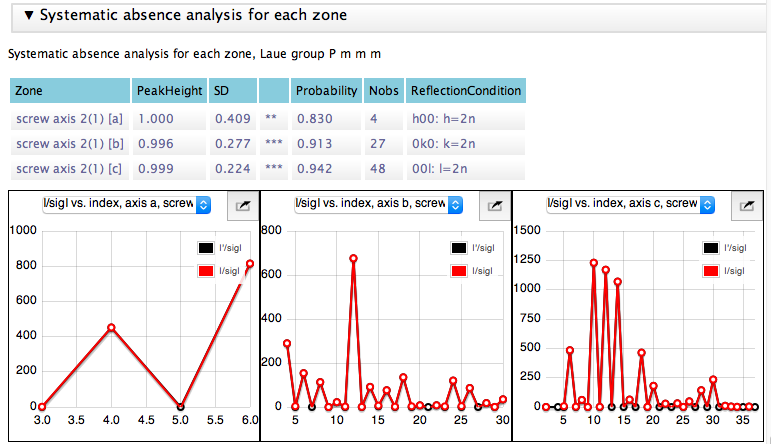 ▼ Systematic absence analysis for each zone
Systematic absence analysis for each zone, Laue group P m m m
Zone PeakHeight SD Probability Nobs ReflectionCondition
screw axis 2(1) [a] 1.000 0.409 ** 0.830 4 h00: h=2n
screw axis 2(1) [b] 0.996 0.277 *** 0.913 27 0k0: k=2n
screw axis 2(1) [c] 0.999 0.224 *** 0.942 48 00l: l=2n
I/sigI vs. index, axis a, screw
1000
800
600
400
200
0
3.0 3.5 4.0 4.5 5.0 5.5 6.0
I'/sigI
I/sigI
I/sigI vs. index, axis b, screw
800
600
400
200
0
5 10 15 20 25 30
I'/sigI
I/sigI
I/sigI vs. index, axis c, screw
1500
1250
1000
750
500
250
0
5 10 15 20 25 30 35
I'/sigI
I/sigI